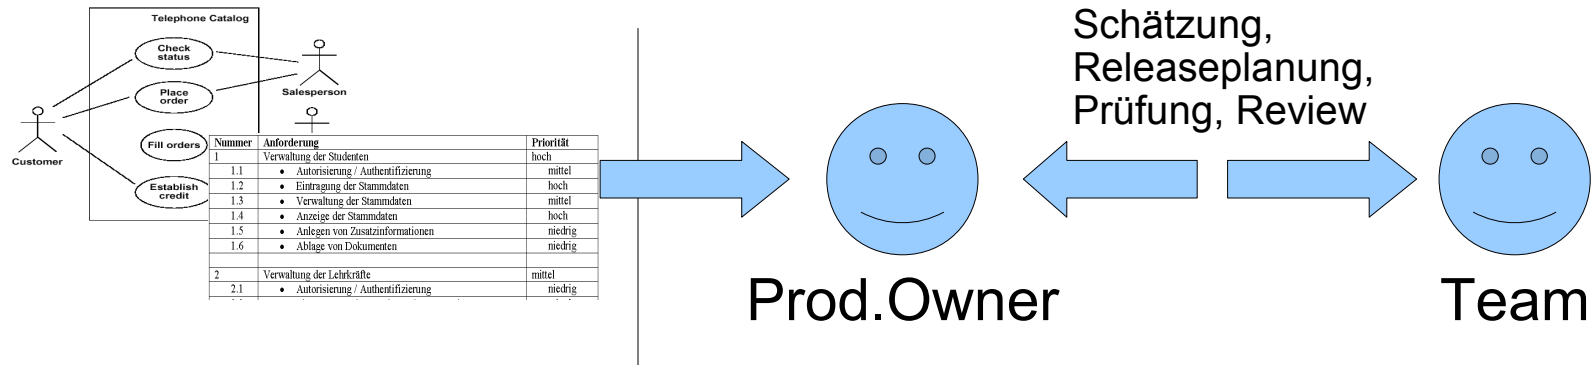 Telephone Catalog
Check
status
Place
order
Fill orders
Establish
credit
Customer
Salesperson
Nummer Anforderung Priorität
1 Verwaltung der Studenten hoch
1.1 • Autorisierung / Authentifizierung mittel
1.2 • Eintragung der Stammdaten hoch
1.3 • Verwaltung der Stammdaten mittel
1.4 • Anzeige der Stammdaten hoch
1.5 • Anlegen von Zusatzinformationen niedrig
1.6 • Ablage von Dokumenten niedrig
2 Verwaltung der Lehrkräfte mittel
2.1 • Autorisierung / Authentifizierung niedrig
Schätzung,
Releaseplanung,
Prüfung, Review
Prod.Owner
Team